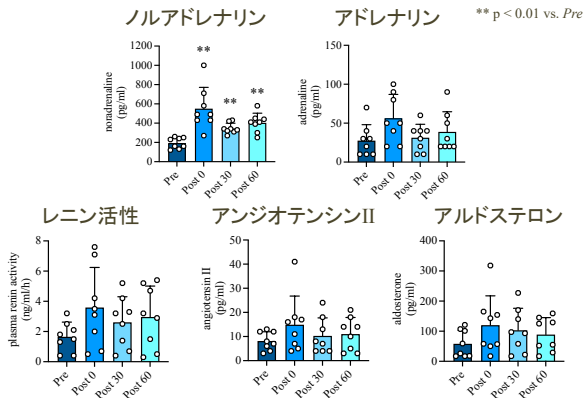 ノルアドレナリン
アドレナリン
** p < 0.01 vs. Pre
noradrenaline
(pg/ml)
1000
800
600
400
200
0
**
**
**
Pre
Post 0
Post 30
Post 60
adrenaline
(pg/ml)
150
100
50
0
Pre
Post 0
Post 30
Post 60
レニン活性
アンジオテンシンII
アルドステロン
plasma renin activity
(ng/ml/h)
8
6
4
2
0
Pre
Post 0
Post 30
Post 60
angiotensin II
(pg/ml)
50
40
30
20
10
0
Pre
Post 0
Post 30
Post 60
aldosterone
(pg/ml)
400
300
200
100
0
Pre
Post 0
Post 30
Post 60